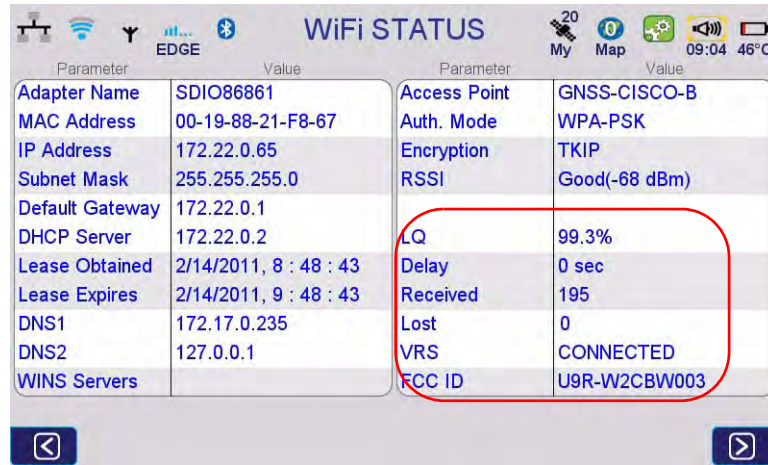 EDGE
WiFi STATUS
20
My
Map
09:04
46°C
Parameter Value Parameter Value
Adapter Name SDIO86861 Access Point GNSS-CISCO-B
MAC Address 00-19-88-21-F8-67 Auth. Mode WPA-PSK
IP Address 172.22.0.65 Encryption TKIP
Subnet Mask 255.255.255.0 RSSI Good(-68 dBm)
Default Gateway 172.22.0.1
DHCP Server 172.22.0.2 LQ 99.3%
Lease Obtained 2/14/2011, 8 : 48 : 43 Delay 0 sec
Lease Expires 2/14/2011, 9 : 48 : 43 Received 195
DNS1 172.17.0.235 Lost 0
DNS2 127.0.0.1 VRS CONNECTED
WINS Servers FCC ID U9R-W2CBW003